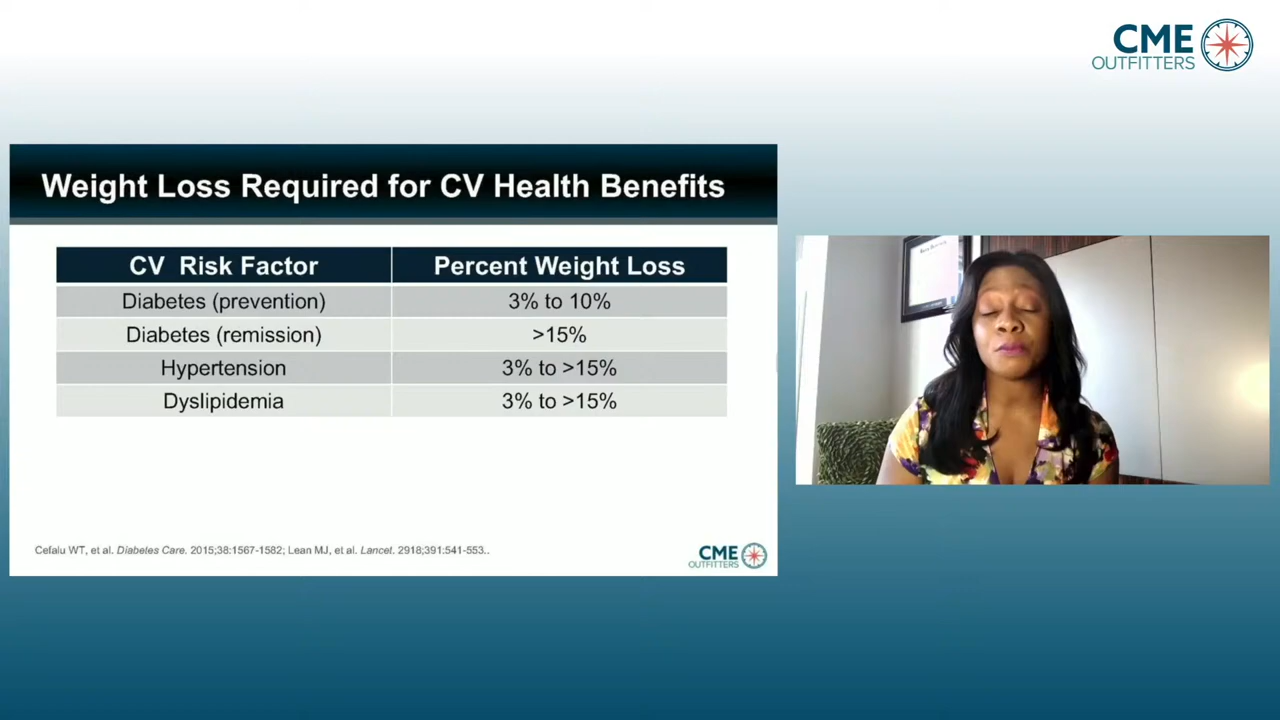 CME
OUTFITTERS
Weight Loss Required for CV Health Benefits
CV Risk Factor Percent Weight Loss
Diabetes (prevention) 3% to 10%
Diabetes (remission) >15%
Hypertension 3% to >15%
Dyslipidemia 3% to >15%
Cefalu WT, et al. Diabetes Care. 2015;38:1567-1582; Lean MJ, et al. Lancet. 2918;391:541-553..
CME
OUTFITTERS